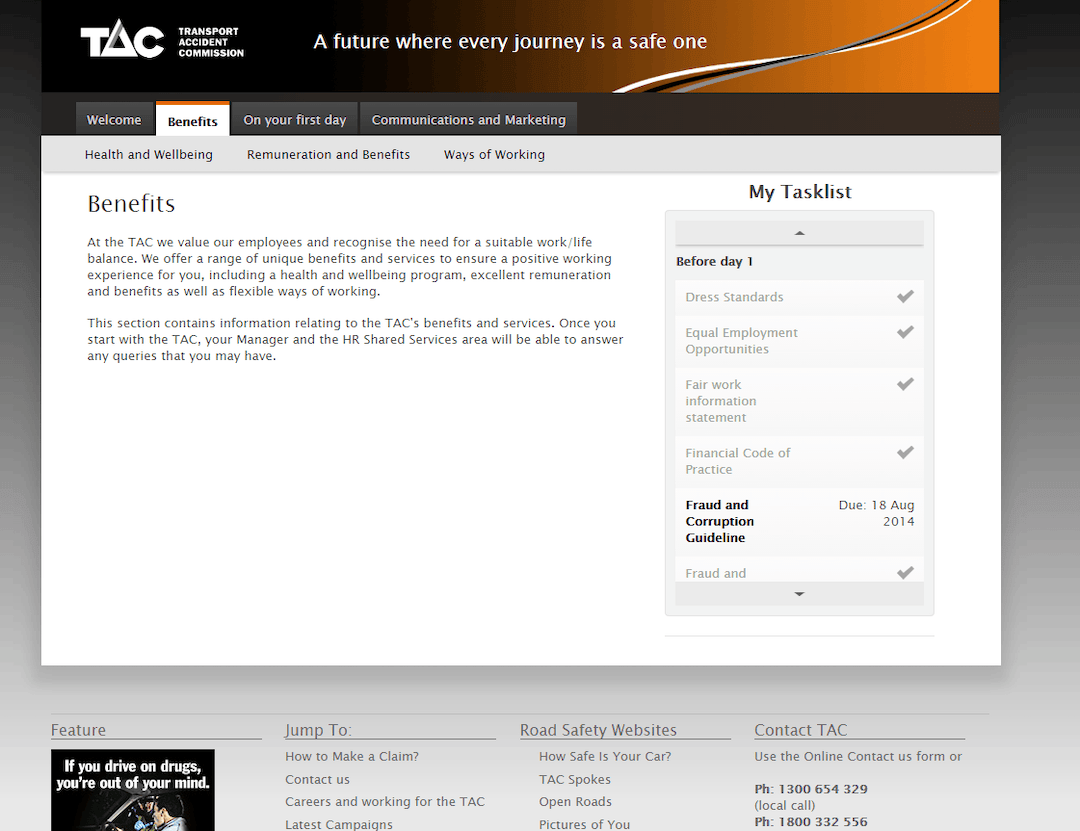 TAC
TRANSPORT
ACCIDENT
COMMISSION
A future where every journey is a safe one
Welcome
Benefits
On your first day
Communications and Marketing
Health and Wellbeing
Remuneration and Benefits
Ways of Working
Benefits
At the TAC we value our employees and recognise the need for a suitable work/life
balance. We offer a range of unique benefits and services to ensure a positive working
experience for you, including a health and wellbeing program, excellent remuneration
and benefits as well as flexible ways of working.
This section contains information relating to the TAC's benefits and services. Once you
start with the TAC, your Manager and the HR Shared Services area will be able to answer
any queries that you may have.
My Tasklist
Before day 1
Dress Standards
Equal Employment
Opportunities
Fair work
information
statement
Financial Code of
Practice
Fraud and
Corruption
Guideline
Due: 18 Aug
2014
Fraud and
Feature
If you drive on drugs,
you're out of your mind.
Jump To:
How to Make a Claim?
Contact us
Careers and working for the TAC
Latest Campaigns
Road Safety Websites
How Safe Is Your Car?
TAC Spokes
Open Roads
Pictures of You
Contact TAC
Use the Online Contact us form or
Ph: 1300 654 329
(local call)
Ph: 1800 332 556